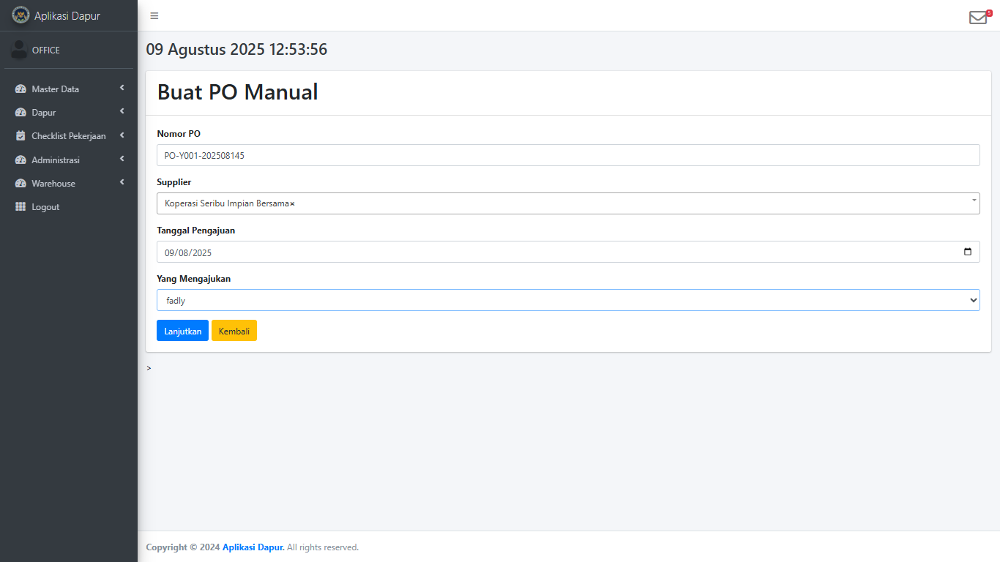 Aplikasi Dapur
5
OFFICE
09 Agustus 2025 12:53:56
Master Data
Dapur
Checklist Pekerjaan
Administrasi
Warehouse
Logout
Buat PO Manual
Nomor PO
PO-Y001-202508145
Supplier
Koperasi Seribu Impian Bersama×
Tanggal Pengajuan
09/08/2025
Yang Mengajukan
fadly
Lanjutkan Kembali
>
Copyright © 2024 Aplikasi Dapur. All rights reserved.